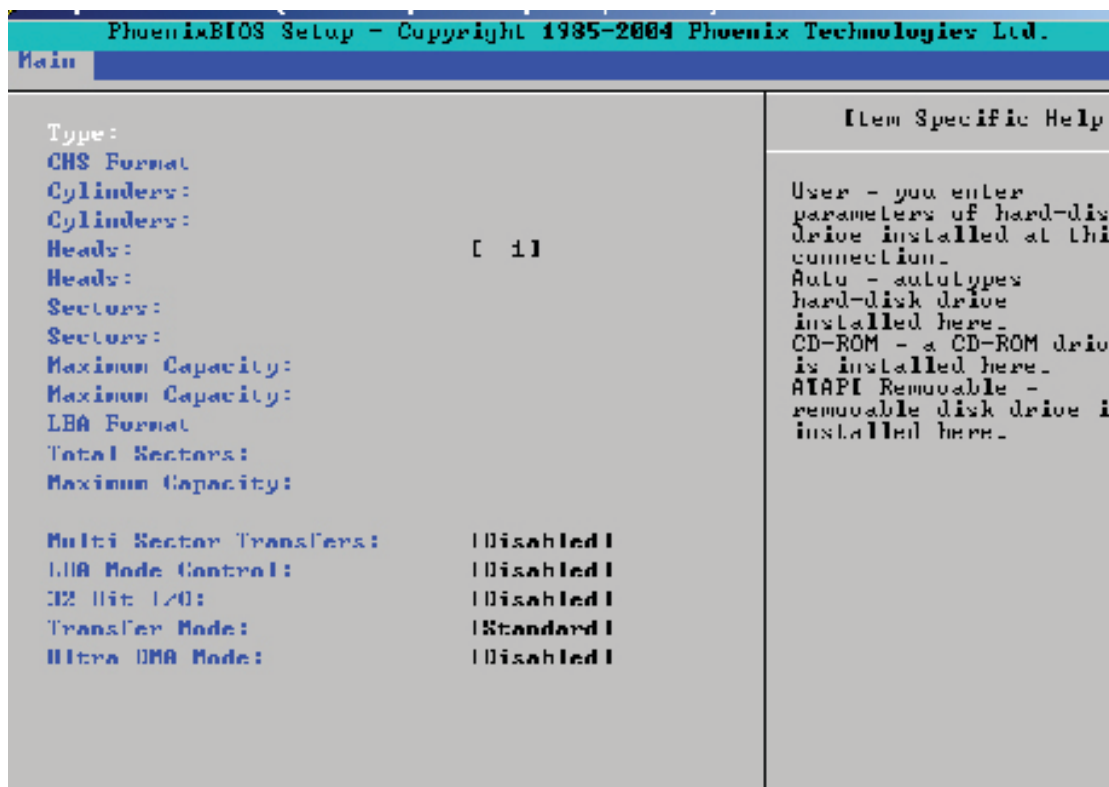 PhoenixBIOS Setup - Copyright 1985-2004 Phoenix Technologies Ltd.
Main
Type:
CHS Format
Cylinders:
Cylinders:
Heads: [ 1]
Heads:
Sectors:
Sectors:
Maximum Capacity:
Maximum Capacity:
LBA Format
Total Sectors:
Maximum Capacity:
Multi-Sector Transfers: [Disabled]
LBA Mode Control: [Disabled]
32 Bit I/O: [Disabled]
Transfer Mode: [Standard]
Ultra DMA Mode: [Disabled]
Item Specific Help
User - you enter
parameters of hard-dis
drive installed at thi
connection.
Auto - autotypes
hard-disk drive
installed here.
CD-ROM - a CD-ROM driv
is installed here.
ATAPI Removable -
removable disk drive i
installed here.